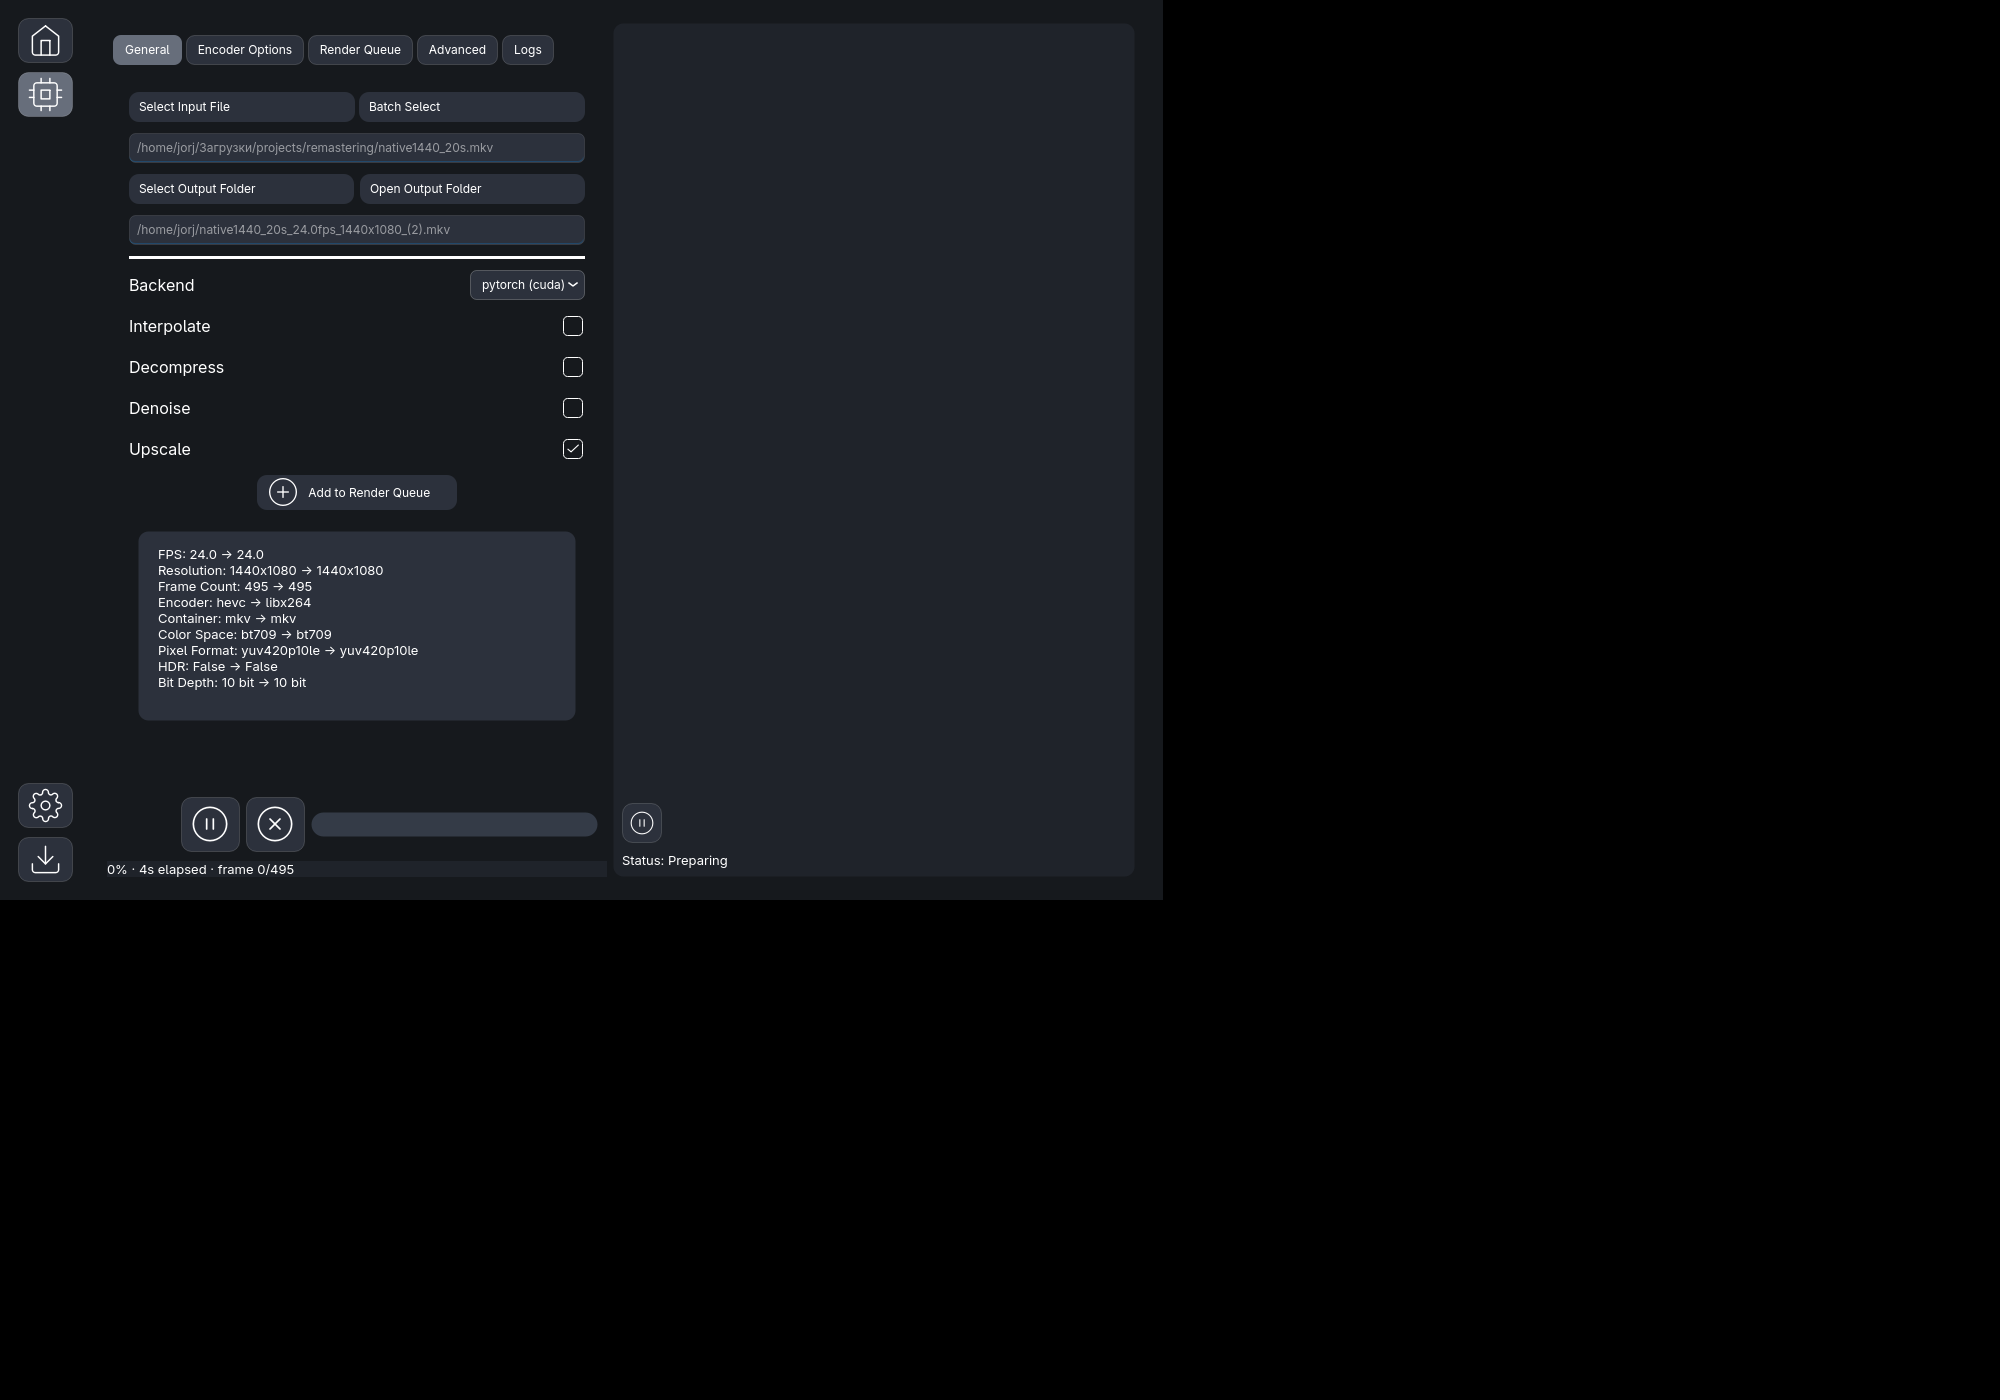 General Encoder Options Render Queue Advanced Logs
Select Input File Batch Select
/home/jorj/Загрузки/projects/remastering/native1440_20s.mkv
Select Output Folder Open Output Folder
/home/jorj/native1440_20s_24.0fps_1440x1080_(2).mkv
Backend pytorch (cuda)
Interpolate
Decompress
Denoise
Upscale
Add to Render Queue
FPS: 24.0 → 24.0
Resolution: 1440x1080 → 1440x1080
Frame Count: 495 → 495
Encoder: hevc → libx264
Container: mkv → mkv
Color Space: bt709 → bt709
Pixel Format: yuv420p10le → yuv420p10le
HDR: False → False
Bit Depth: 10 bit → 10 bit
0% · 4s elapsed · frame 0/495
Status: Preparing